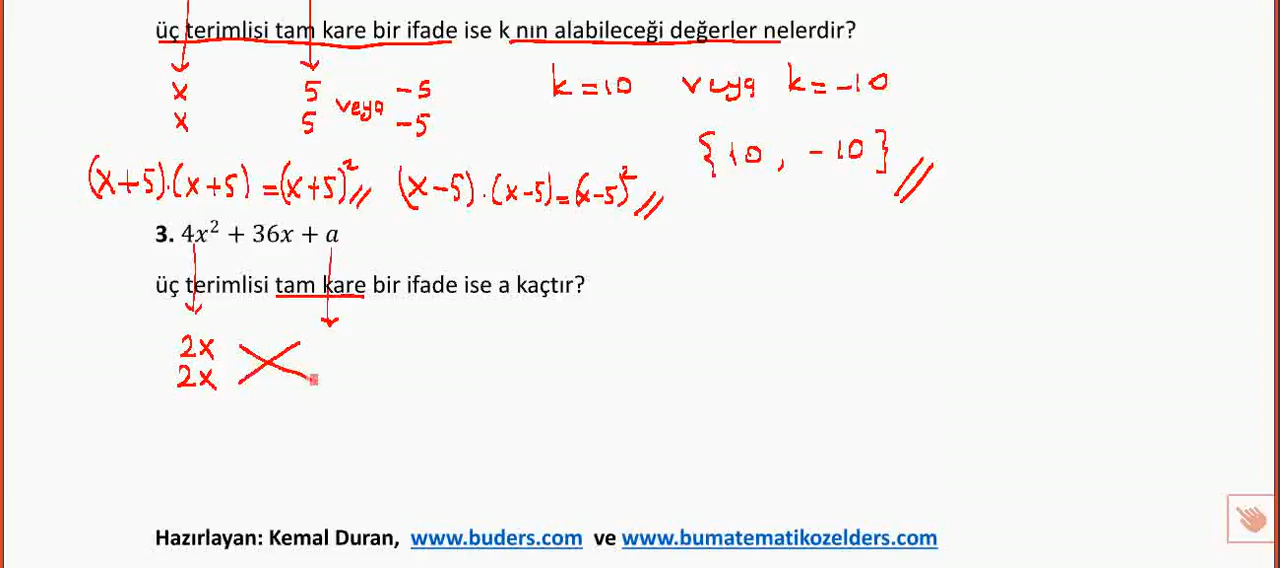 üç terimlisi tam kare bir ifade ise k nın alabileceği değerler nelerdir?
x 5 veya -5 k = 10 veya k = -10
x 5 -5 {10, -10}
(x+5).(x+5) = (x+5)² (x-5).(x-5) = (x-5)²
3. 4x² + 36x + a
üç terimlisi tam kare bir ifade ise a kaçtır?
2x
2x
Hazırlayan: Kemal Duran, www.buders.com ve www.bumatematikozelders.com